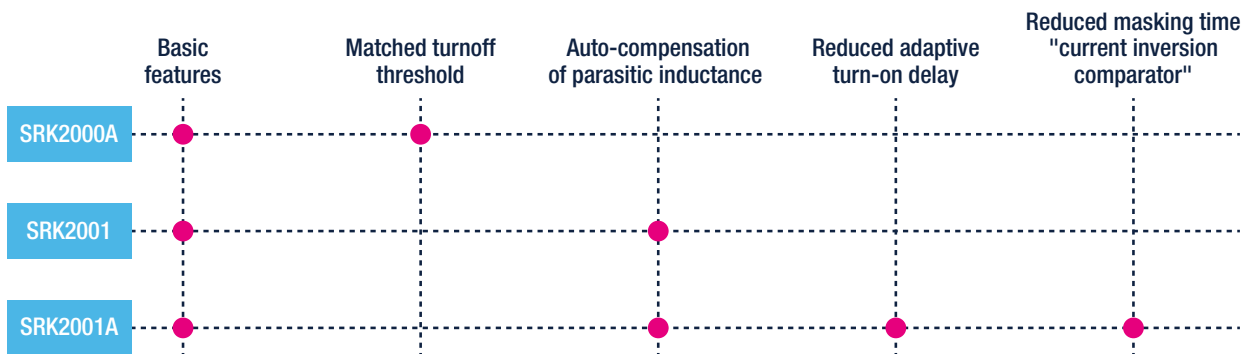 Basic
features
Matched turnoff
threshold
Auto-compensation
of parasitic inductance
Reduced adaptive
turn-on delay
Reduced masking time
"current inversion
comparator"
SRK2000A
SRK2001
SRK2001A